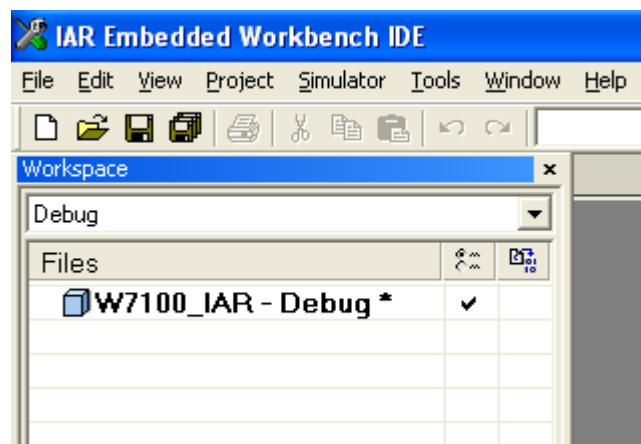 IAR Embedded Workbench IDE
File Edit View Project Simulator Tools Window Help
Workspace
Debug
Files
W7100_IAR - Debug *